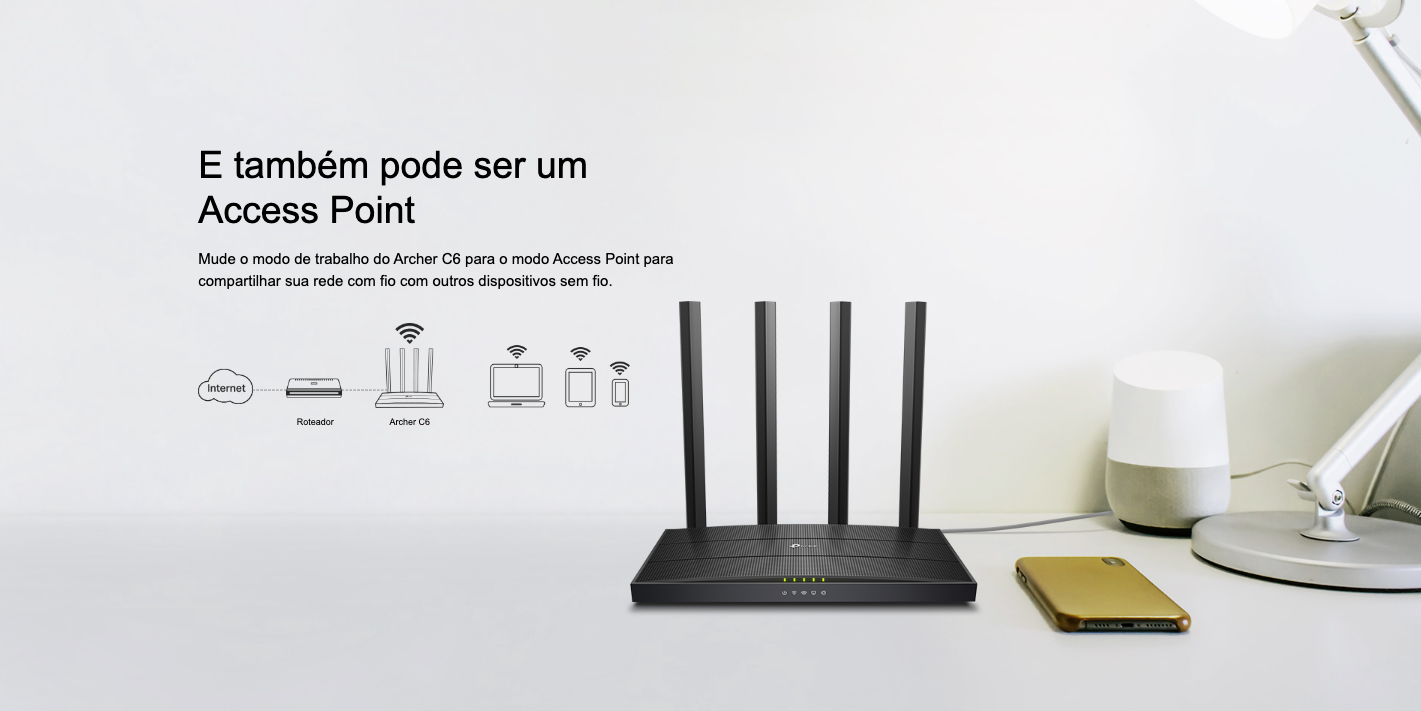 E também pode ser um
Access Point
Mude o modo de trabalho do Archer C6 para o modo Access Point para
compartilhar sua rede com fio com outros dispositivos sem fio.
Internet
Roteador
Archer C6